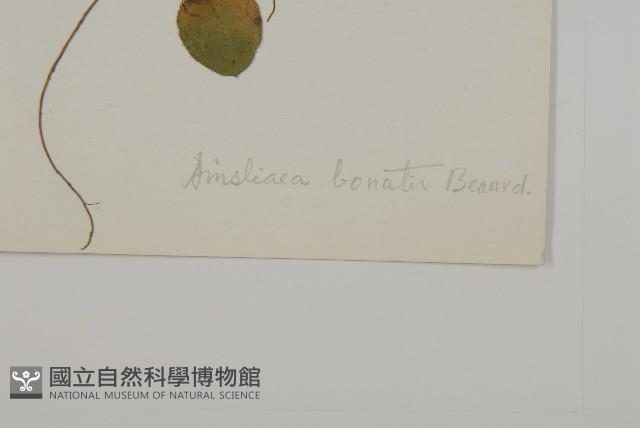 Ainsliaea bonatii Beauvd.
國立自然科學博物館
NATIONAL MUSEUM OF NATURAL SCIENCE